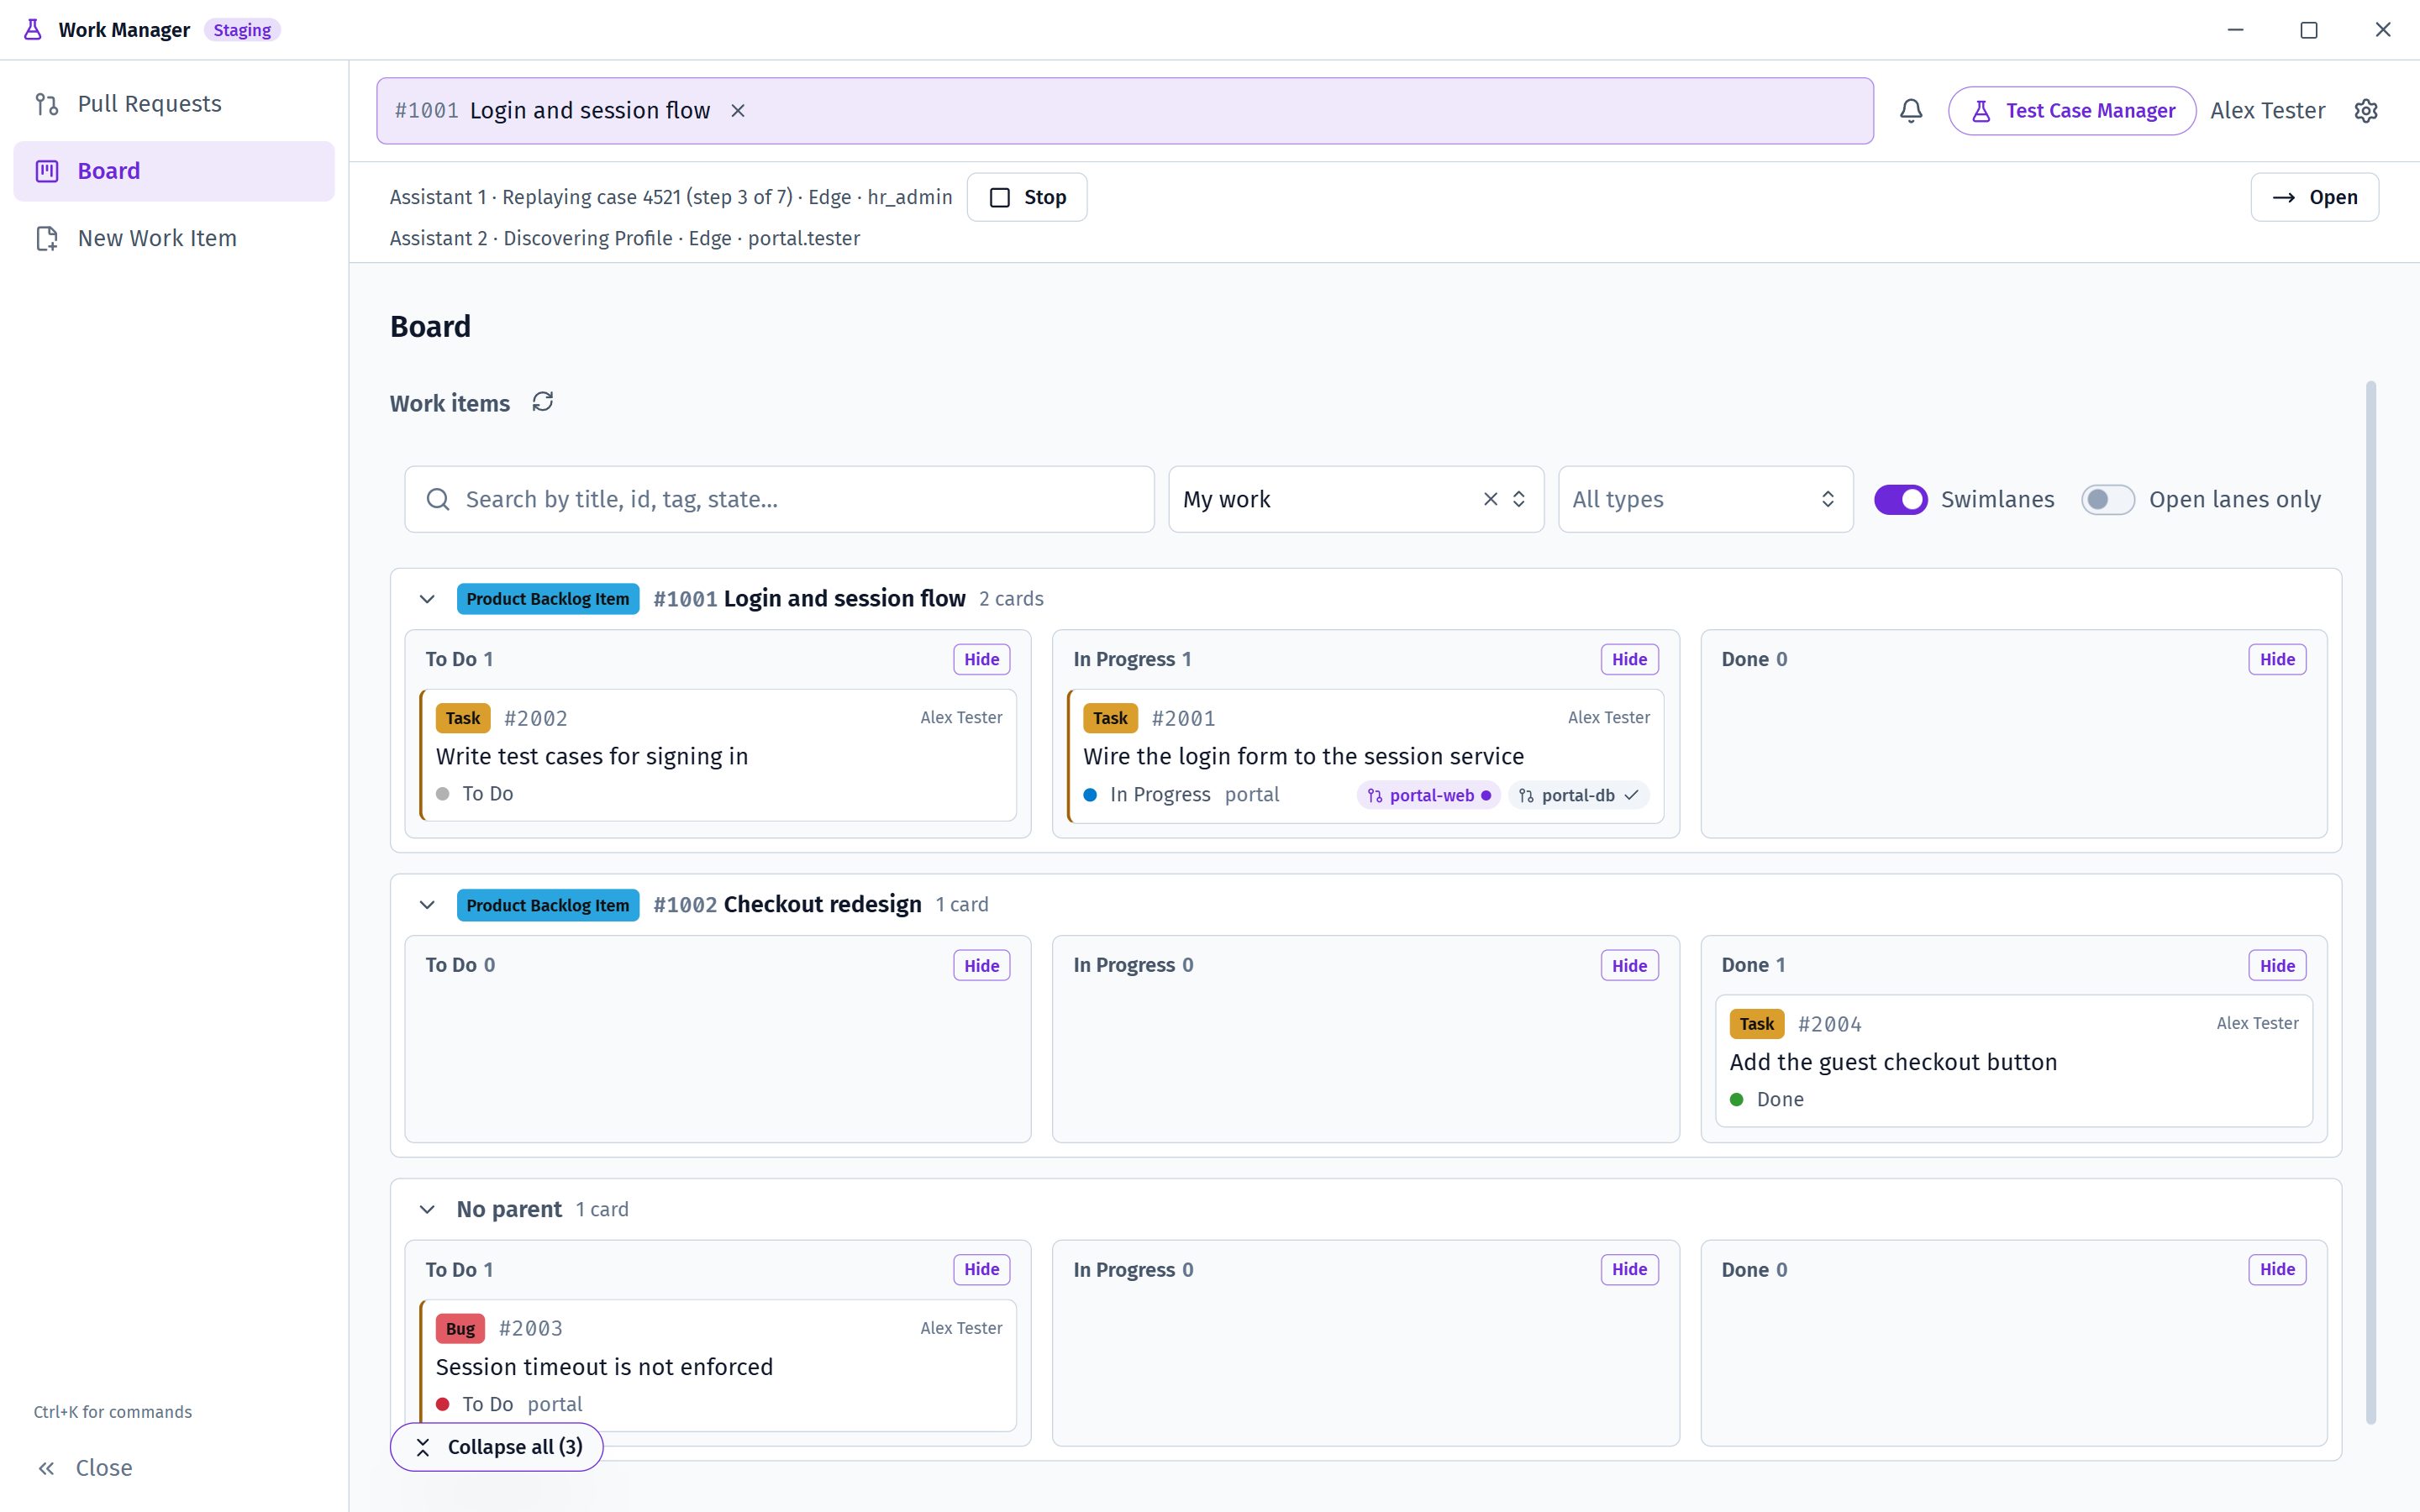 Work Manager Staging
Pull Requests
Board
New Work Item
Ctrl+K for commands
Close
#1001 Login and session flow
Test Case Manager
Alex Tester
Assistant 1 · Replaying case 4521 (step 3 of 7) · Edge · hr_admin
Stop
Open
Assistant 2 · Discovering Profile · Edge · portal.tester
Board
Work items
Search by title, id, tag, state...
My work
All types
Swimlanes
Open lanes only
Product Backlog Item #1001 Login and session flow 2 cards
To Do 1 Hide
Task #2002 Alex Tester
Write test cases for signing in
To Do
In Progress 1 Hide
Task #2001 Alex Tester
Wire the login form to the session service
In Progress portal portal-web portal-db
Done 0 Hide
Product Backlog Item #1002 Checkout redesign 1 card
To Do 0 Hide
In Progress 0 Hide
Done 1 Hide
Task #2004 Alex Tester
Add the guest checkout button
Done
No parent 1 card
To Do 1 Hide
Bug #2003 Alex Tester
Session timeout is not enforced
To Do portal
In Progress 0 Hide
Done 0 Hide
Collapse all (3)